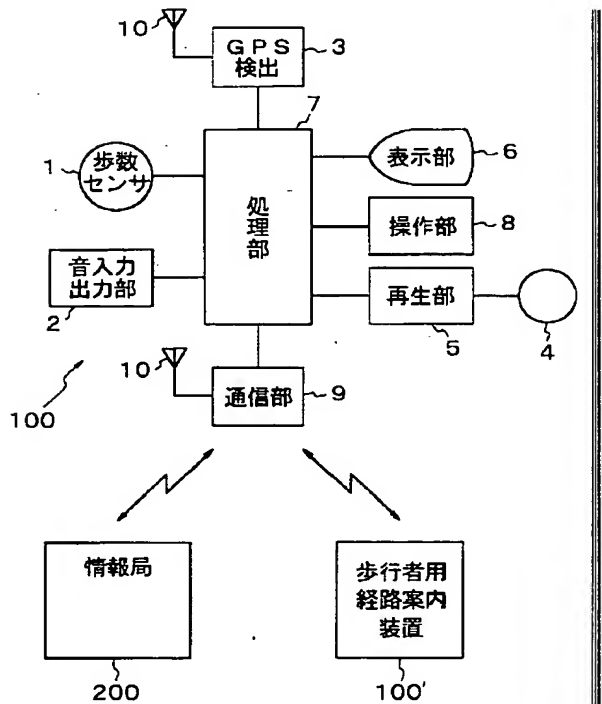 10
GPS
検出
3
7
1
歩数
センサ
処理部
表示部
6
操作部
8
音入力
出力部
2
再生部
5
4
10
通信部
9
100
情報局
200
歩行者用
経路案内
装置
100'